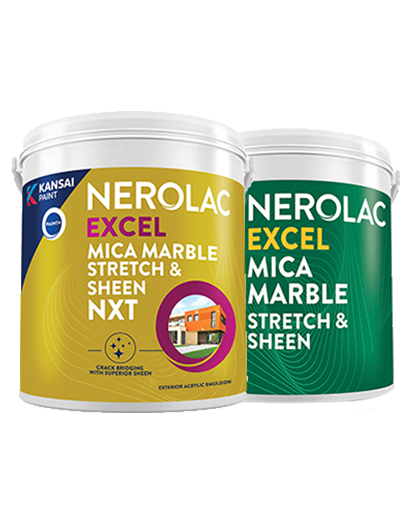 KANSAI
PAINT
PAINT+
NEROLAC
EXCEL
MICA MARBLE
STRETCH &
SHEEN
NXT
CRACK BRIDGING
WITH SUPERIOR SHEEN
EXTERIOR ACRYLIC EMULSION
NEROLAC
EXCEL
MICA
MARBLE
STRETCH &
SHEEN